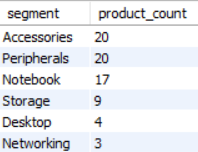 segment product_count
Accessories 20
Peripherals 20
Notebook 17
Storage 9
Desktop 4
Networking 3